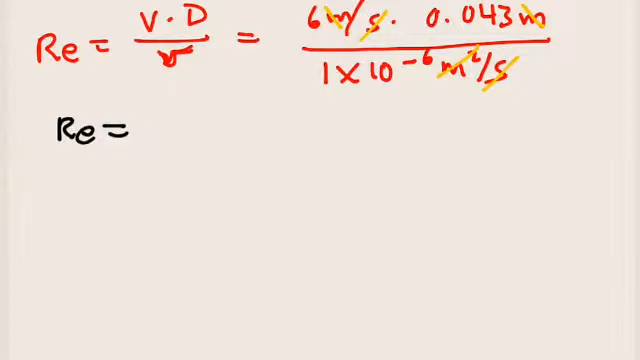 Re = V · D / ν = 6 m/s · 0.043 m / 1 × 10⁻⁶ m²/s
Re =